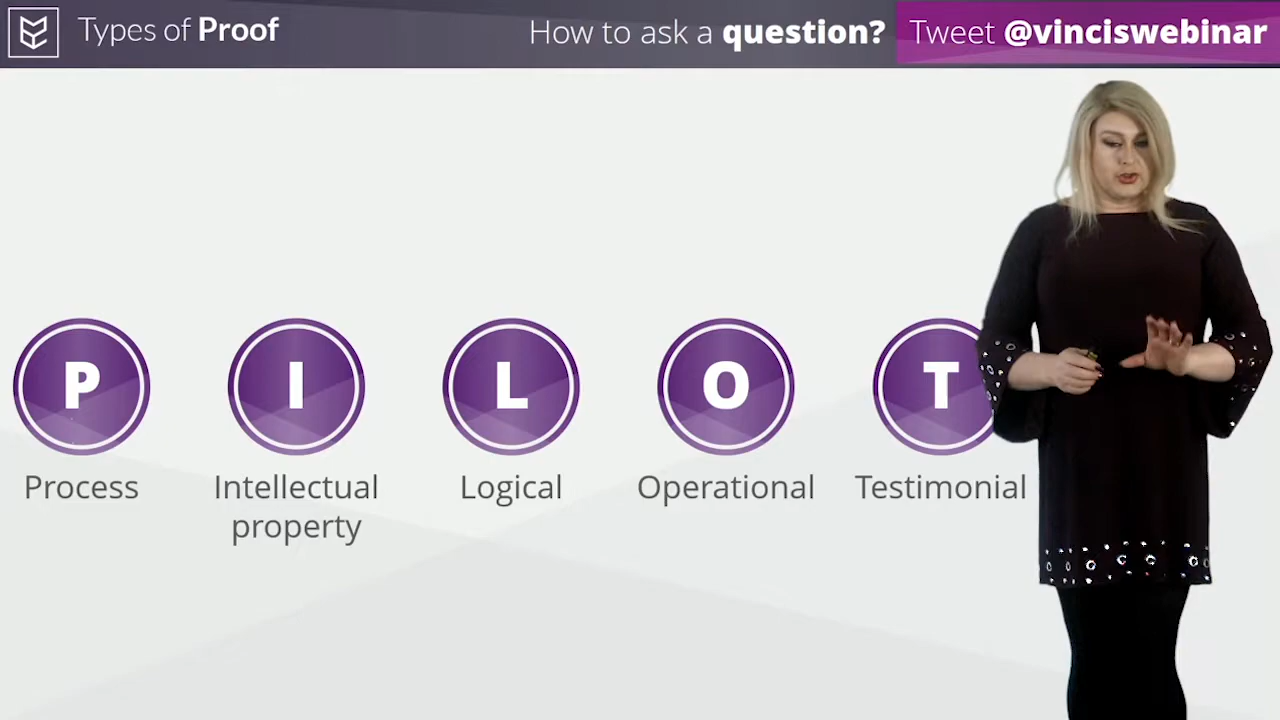 Types of Proof
How to ask a question?
Tweet @vinciswebinar
P
I
L
O
T
Process
Intellectual
property
Logical
Operational
Testimonial